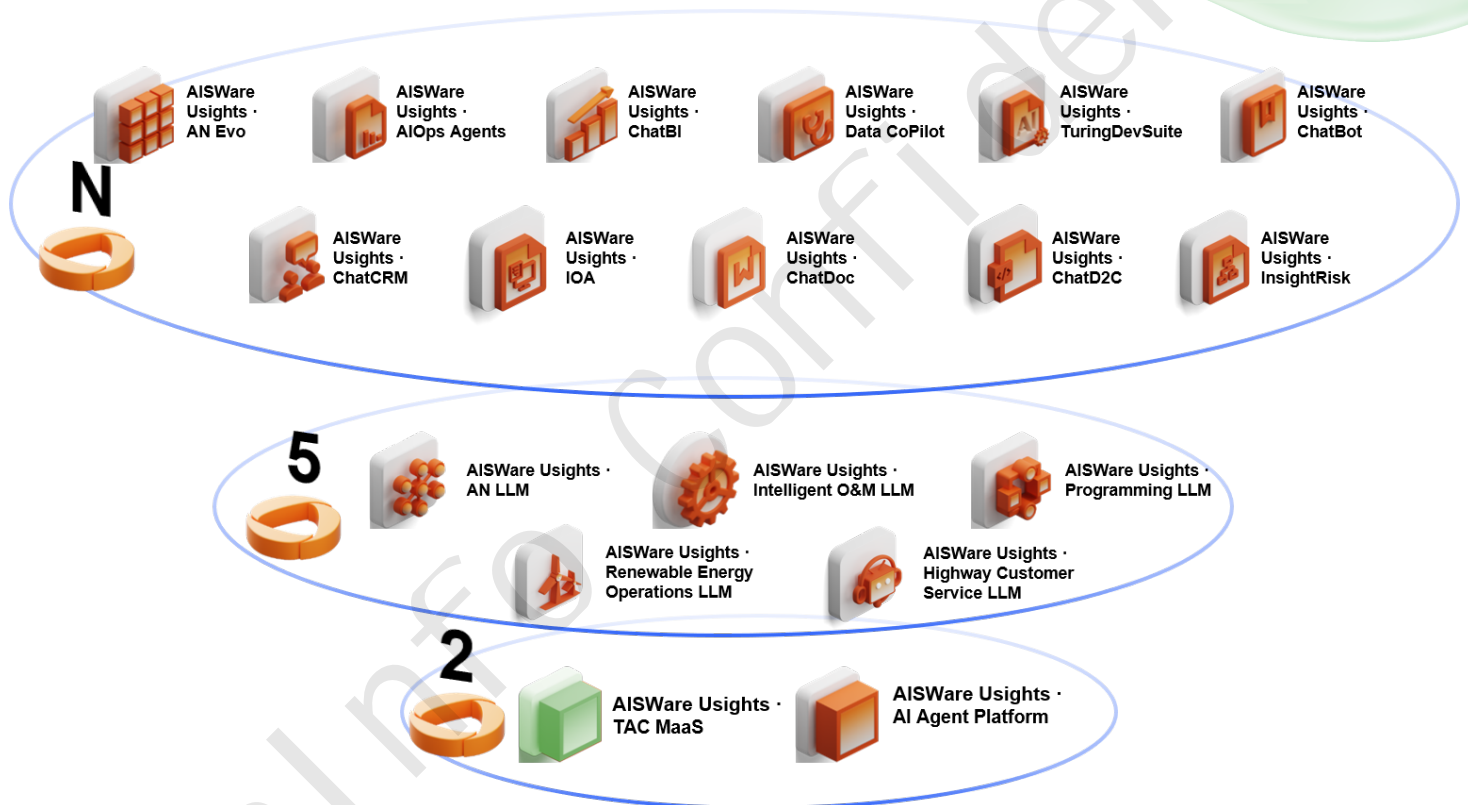 AISWare
Usights ·
AN Evo
AISWare
Usights ·
AIOps Agents
AISWare
Usights ·
ChatBI
AISWare
Usights ·
Data CoPilot
AISWare
Usights ·
TuringDevSuite
AISWare
Usights ·
ChatBot
N
AISWare
Usights ·
ChatCRM
AISWare
Usights ·
IOA
AISWare
Usights ·
ChatDoc
AISWare
Usights ·
ChatD2C
AISWare
Usights ·
InsightRisk
5
AISWare Usights ·
AN LLM
AISWare Usights ·
Intelligent O&M LLM
AISWare Usights ·
Programming LLM
AISWare Usights ·
Renewable Energy
Operations LLM
AISWare Usights ·
Highway Customer
Service LLM
2
AISWare Usights ·
TAC MaaS
AISWare Usights ·
AI Agent Platform
AI
W